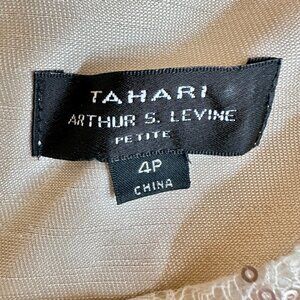 TAHARI
ARTHUR S. LEVINE
PETITE
4P
CHINA